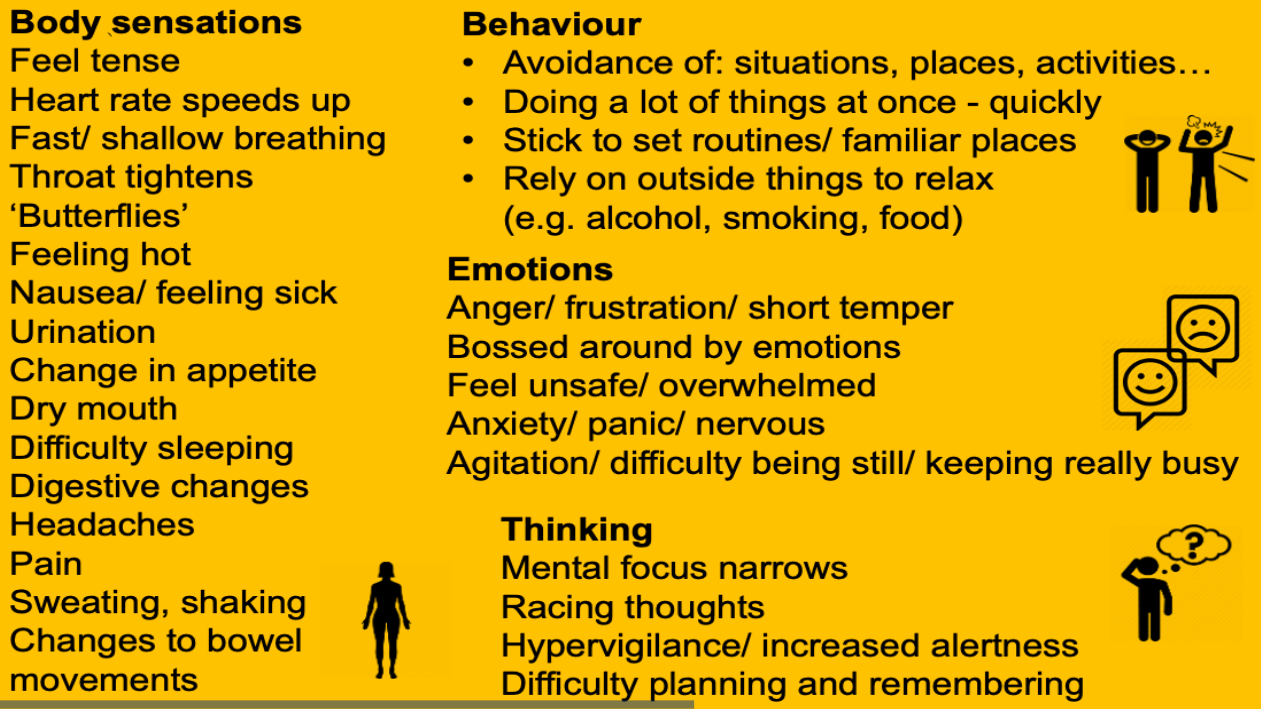 Body sensations
Feel tense
Heart rate speeds up
Fast/ shallow breathing
Throat tightens
‘Butterflies’
Feeling hot
Nausea/ feeling sick
Urination
Change in appetite
Dry mouth
Difficulty sleeping
Digestive changes
Headaches
Pain
Sweating, shaking
Changes to bowel
movements
Behaviour
• Avoidance of: situations, places, activities…
• Doing a lot of things at once - quickly
• Stick to set routines/ familiar places
• Rely on outside things to relax
(e.g. alcohol, smoking, food)
Emotions
Anger/ frustration/ short temper
Bossed around by emotions
Feel unsafe/ overwhelmed
Anxiety/ panic/ nervous
Agitation/ difficulty being still/ keeping really busy
Thinking
Mental focus narrows
Racing thoughts
Hypervigilance/ increased alertness
Difficulty planning and remembering
?